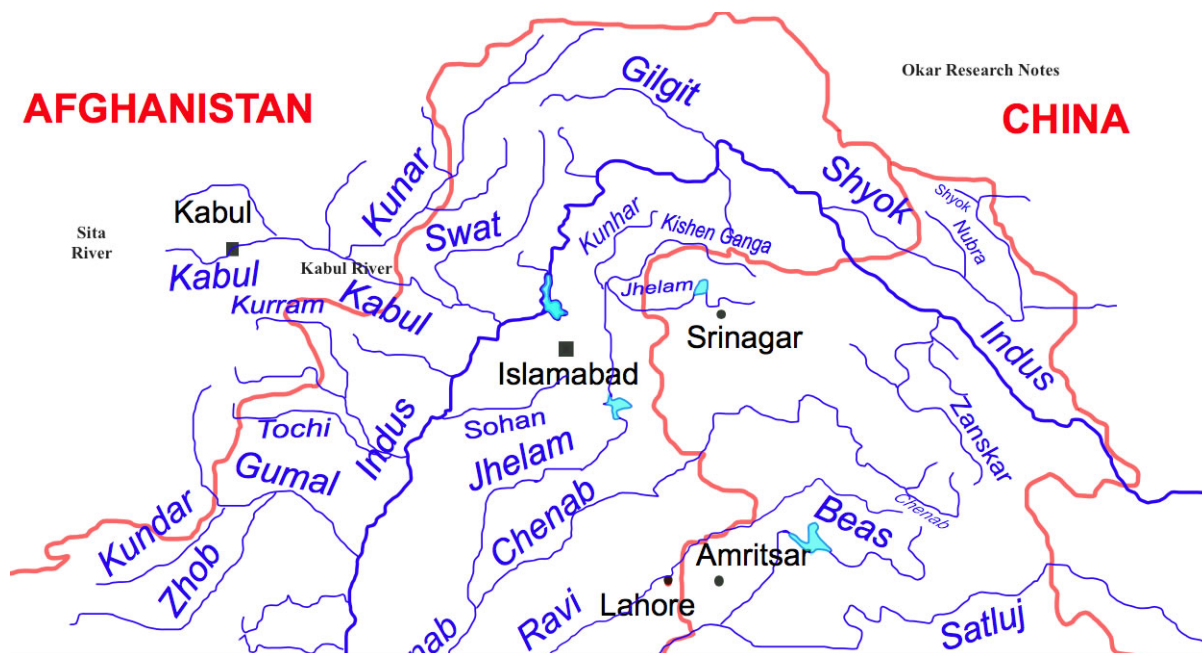 Okar Research Notes
AFGHANISTAN
CHINA
Gilgit
Kunar
Shyok
Shyok
Nubra
Kabul
Swat
Kunhar
Kishen Ganga
Sita
River
Kabul
Kabul River
Kurram
Kabul
Jhelam
Srinagar
Indus
Islamabad
Zanskar
Tochi
Indus
Sohan
Jhelam
Gumal
Chenab
Chenab
Beas
Kundar
Zhob
Amritsar
Lahore
Ravi
Satluj
nab